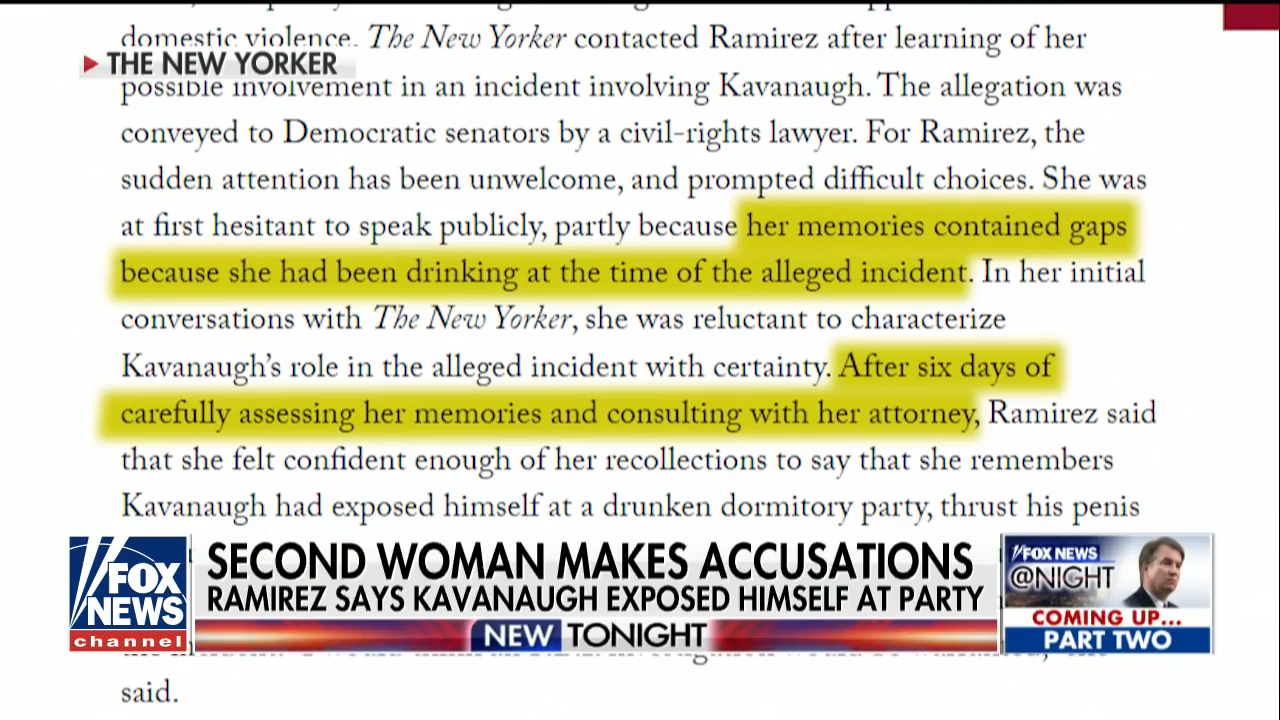 domestic violence. The New Yorker contacted Ramirez after learning of her
THE NEW YORKER
possible involvement in an incident involving Kavanaugh. The allegation was
conveyed to Democratic senators by a civil-rights lawyer. For Ramirez, the
sudden attention has been unwelcome, and prompted difficult choices. She was
at first hesitant to speak publicly, partly because her memories contained gaps
because she had been drinking at the time of the alleged incident. In her initial
conversations with The New Yorker, she was reluctant to characterize
Kavanaugh's role in the alleged incident with certainty. After six days of
carefully assessing her memories and consulting with her attorney, Ramirez said
that she felt confident enough of her recollections to say that she remembers
Kavanaugh had exposed himself at a drunken dormitory party, thrust his penis
FOX
NEWS
channel
SECOND WOMAN MAKES ACCUSATIONS
RAMIREZ SAYS KAVANAUGH EXPOSED HIMSELF AT PARTY
NEW TONIGHT
FOX NEWS
@NIGHT
COMING UP...
PART TWO
said.